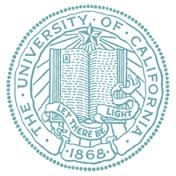 · THE · UNIVERSITY · OF · CALIFORNIA ·
LET THERE BE
LIGHT
· 1868 ·